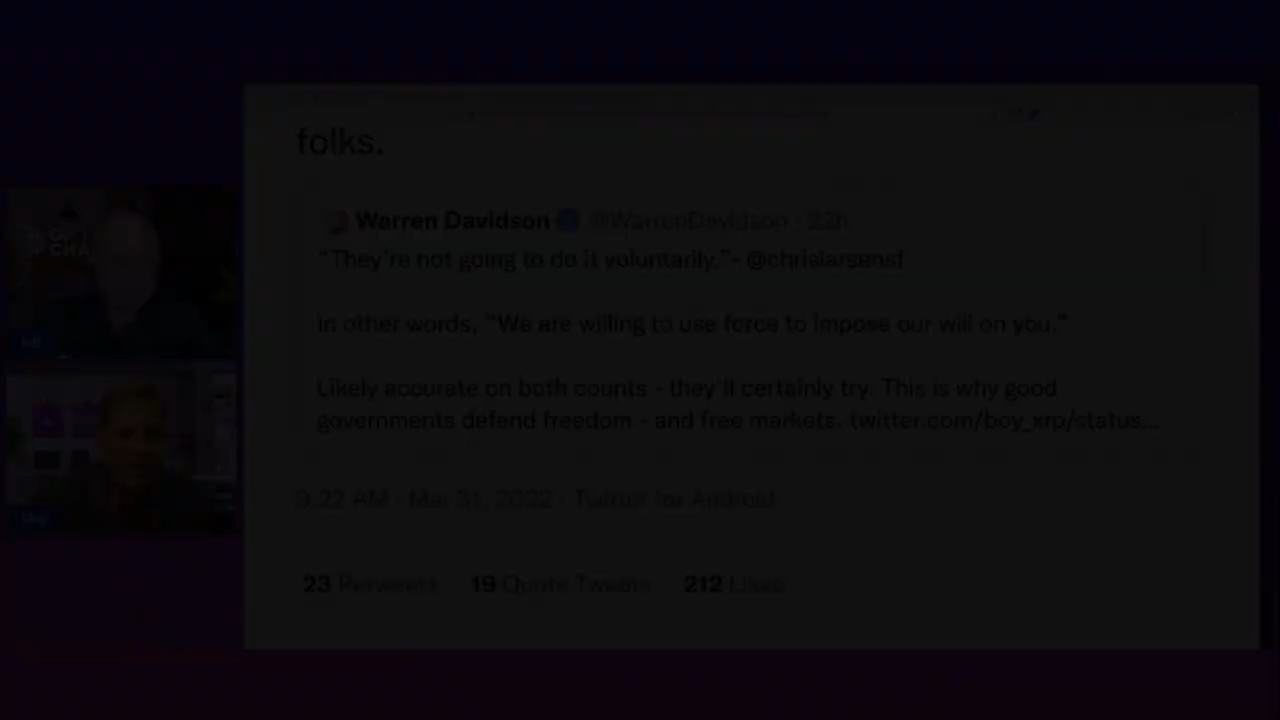 folks.
Warren Davidson @WarrenDavidson · 22h
"They're not going to do it voluntarily."- @chrislarsensf
In other words, "We are willing to use force to impose our will on you."
Likely accurate on both counts - they'll certainly try. This is why good
governments defend freedom - and free markets. twitter.com/boy_xrp/status...
9:22 AM · Mar 31, 2022 · Twitter for Android
23 Retweets 19 Quote Tweets 212 Likes